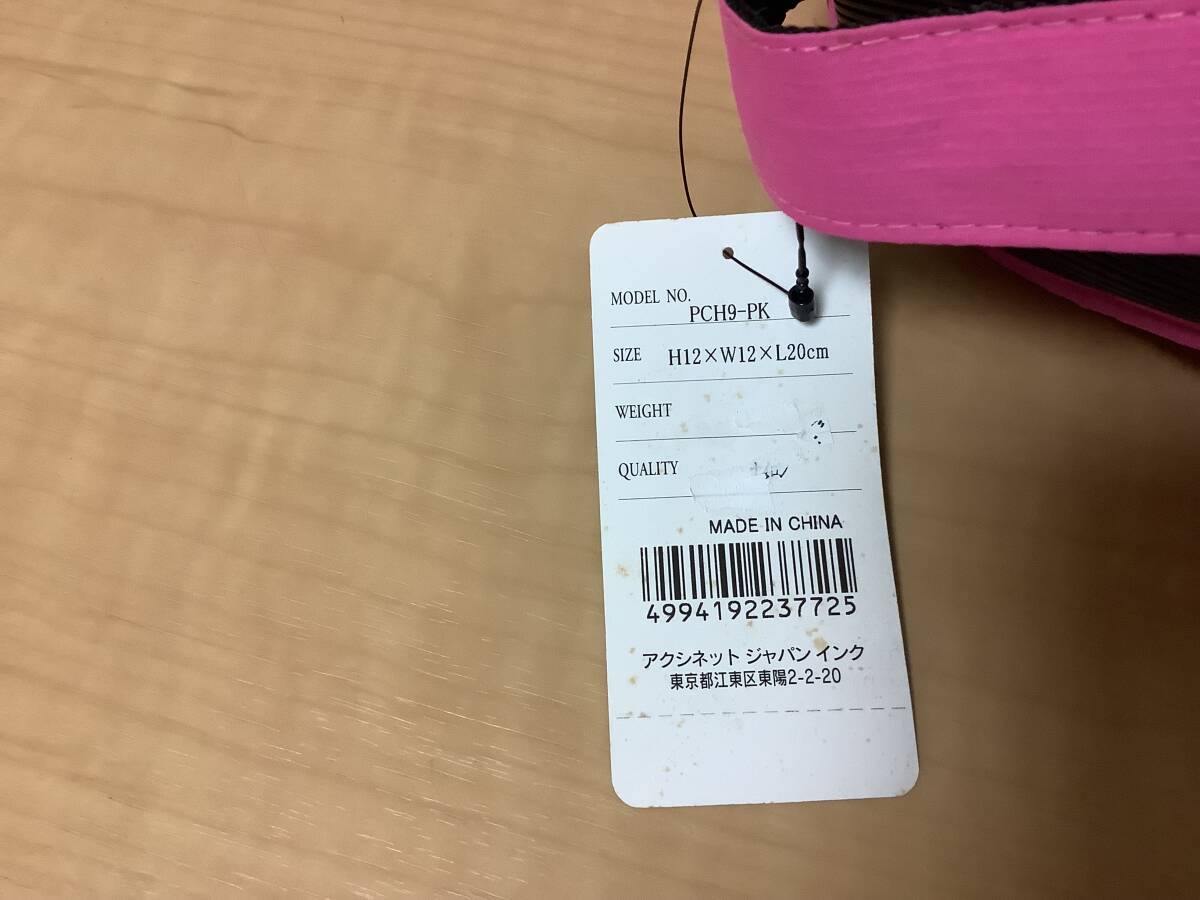 MODEL NO. PCH9-PK
SIZE H12×W12×L20cm
WEIGHT
QUALITY
MADE IN CHINA
4994192237725
アクシネット ジャパン インク
東京都江東区東陽2-2-20